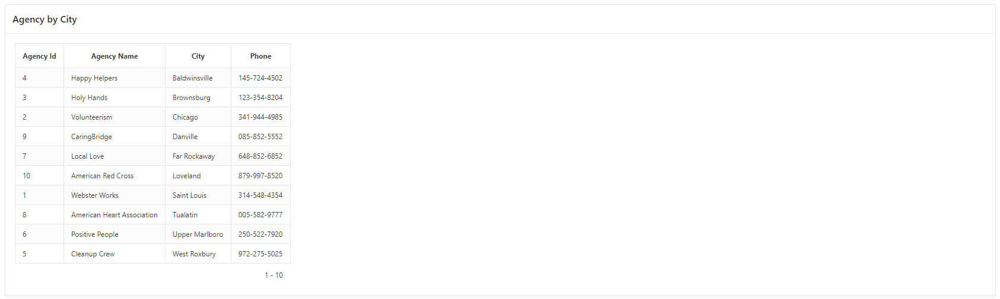 Agency by City
Agency Id Agency Name City Phone
4 Happy Helpers Baldwinsville 145-724-4502
3 Holy Hands Brownsburg 123-354-8204
2 Volunteerism Chicago 341-944-4985
9 CaringBridge Danville 085-852-5552
7 Local Love Far Rockaway 648-852-6852
10 American Red Cross Loveland 879-997-8520
1 Webster Works Saint Louis 314-548-4354
8 American Heart Association Tualatin 005-582-9777
6 Positive People Upper Marlboro 250-522-7920
5 Cleanup Crew West Roxbury 972-275-5025
1 - 10